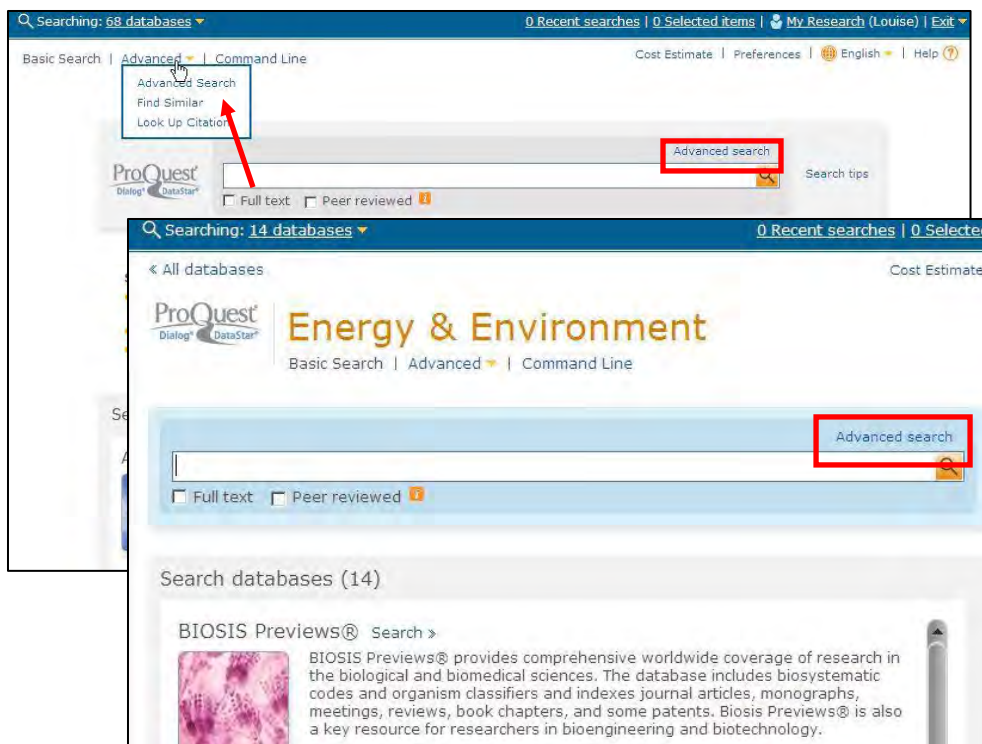 Searching: 68 databases
0 Recent searches | 0 Selected items | My Research (Louise) | Exit
Basic Search | Advanced | Command Line
Cost Estimate | Preferences | English | Help ?
Advanced Search
Find Similar
Look Up Citation
Advanced search
ProQuest
Dialog* DataStar*
Search tips
Full text Peer reviewed i
Searching: 14 databases
0 Recent searches | 0 Selected
« All databases
Cost Estimate
ProQuest
Dialog* DataStar*
Energy & Environment
Basic Search | Advanced | Command Line
Advanced search
Full text Peer reviewed i
Se
Search databases (14)
BIOSIS Previews® Search »
BIOSIS Previews® provides comprehensive worldwide coverage of research in
the biological and biomedical sciences. The database includes biosystematic
codes and organism classifiers and indexes journal articles, monographs,
meetings, reviews, book chapters, and some patents. Biosis Previews® is also
a key resource for researchers in bioengineering and biotechnology.